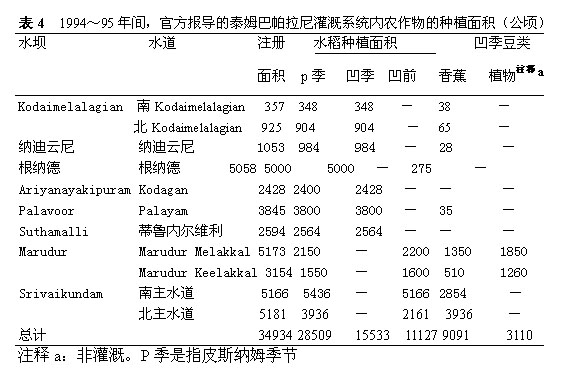 表 4 1994～95 年间，官方报导的泰姆巴帕拉尼灌溉系统内农作物的种植面积（公顷）
水坝 水道 注册 水稻种植面积 凹季豆类
面积 p 季 凹季 凹前 香蕉 植物注释 a
Kodaimelalagian 南 Kodaimelalagian 357 348 348 — 38 —
北 Kodaimelalagian 925 904 904 — 65 —
纳迪云尼 纳迪云尼 1053 984 984 — 28 —
根纳德 根纳德 5058 5000 5000 — 275 —
Ariyanayakipuram Kodagan 2428 2400 2428 — — —
Palavoor Palayam 3845 3800 3800 — 35 —
Suthamalli 蒂鲁内尔维利 2594 2564 2564 — — —
Marudur Marudur Melakkal 5173 2150 — 2200 1350 1850
Marudur Keelakkal 3154 1550 — 1600 510 1260
Srivaikundam 南主水道 5166 5436 — 5166 2854 —
北主水道 5181 3936 — 2161 3936 —
总计 34934 28509 15533 11127 9091 3110
注释 a：非灌溉。P 季是指皮斯纳姆季节